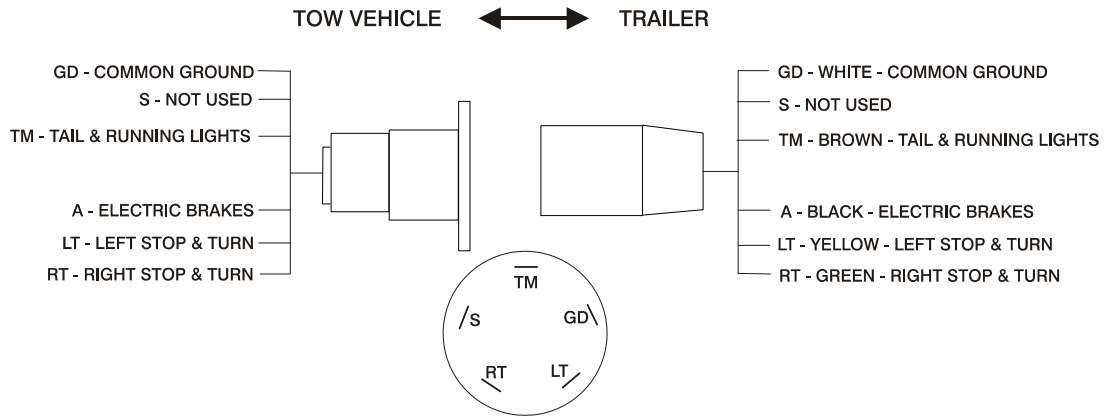 TOW VEHICLE
TRAILER
GD - COMMON GROUND
S - NOT USED
TM - TAIL & RUNNING LIGHTS
A - ELECTRIC BRAKES
LT - LEFT STOP & TURN
RT - RIGHT STOP & TURN
GD - WHITE - COMMON GROUND
S - NOT USED
TM - BROWN - TAIL & RUNNING LIGHTS
A - BLACK - ELECTRIC BRAKES
LT - YELLOW - LEFT STOP & TURN
RT - GREEN - RIGHT STOP & TURN
TM
S
GD
RT
LT